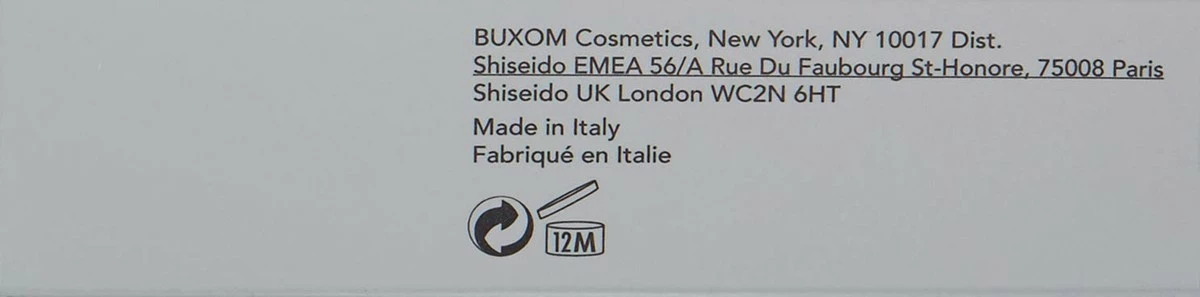 BUXOM Cosmetics, New York, NY 10017 Dist.
Shiseido EMEA 56/A Rue Du Faubourg St-Honore, 75008 Paris
Shiseido UK London WC2N 6HT
Made in Italy
Fabriqué en Italie
12M